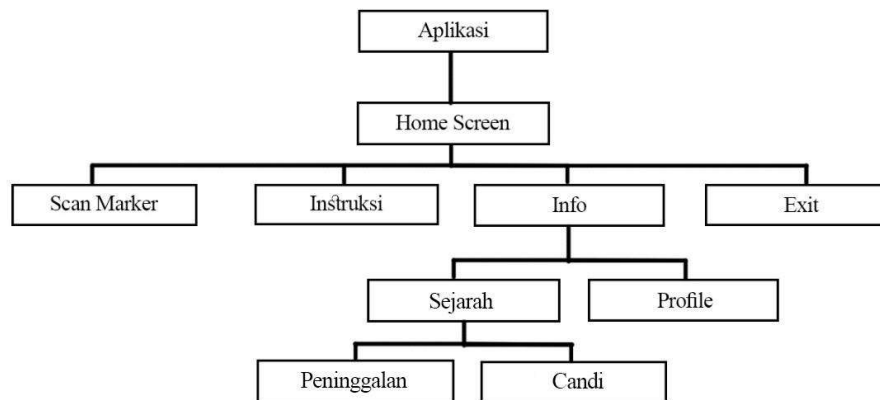 Aplikasi
Home Screen
Scan Marker
Instruksi
Info
Exit
Sejarah
Profile
Peninggalan
Candi